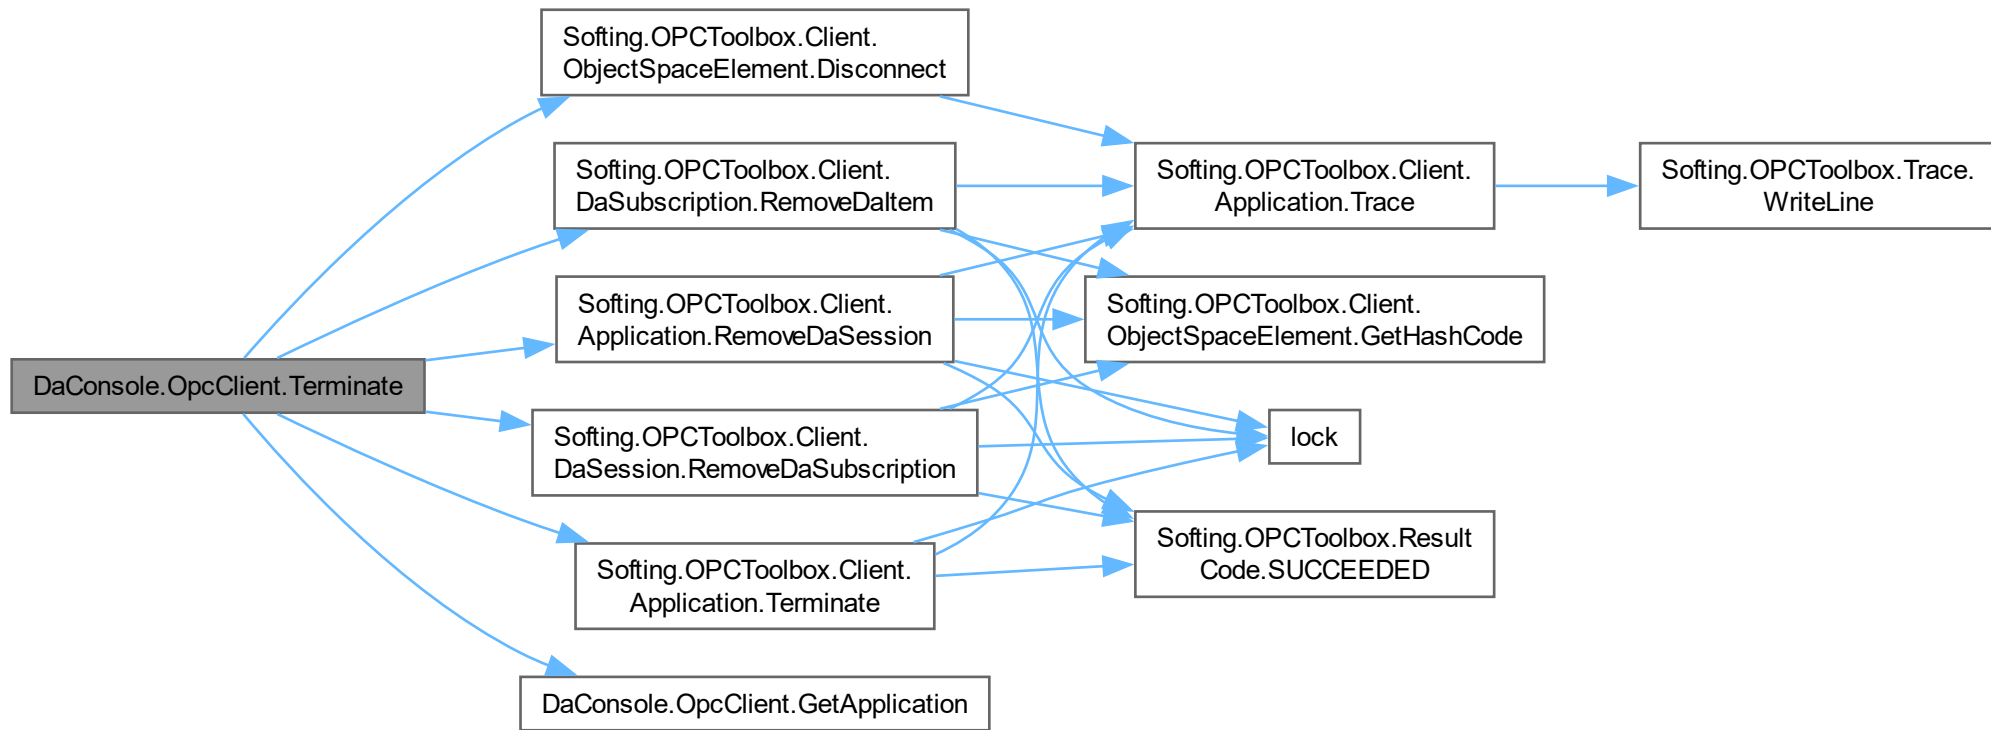 DaConsole.OpcClient.Terminate
Softing.OPCToolbox.Client.
ObjectSpaceElement.Disconnect
Softing.OPCToolbox.Client.
DaSubscription.RemoveDaItem
Softing.OPCToolbox.Client.
Application.RemoveDaSession
Softing.OPCToolbox.Client.
DaSession.RemoveDaSubscription
Softing.OPCToolbox.Client.
Application.Terminate
DaConsole.OpcClient.GetApplication
Softing.OPCToolbox.Client.
Application.Trace
Softing.OPCToolbox.Client.
ObjectSpaceElement.GetHashCode
lock
Softing.OPCToolbox.Result
Code.SUCCEEDED
Softing.OPCToolbox.Trace.
WriteLine